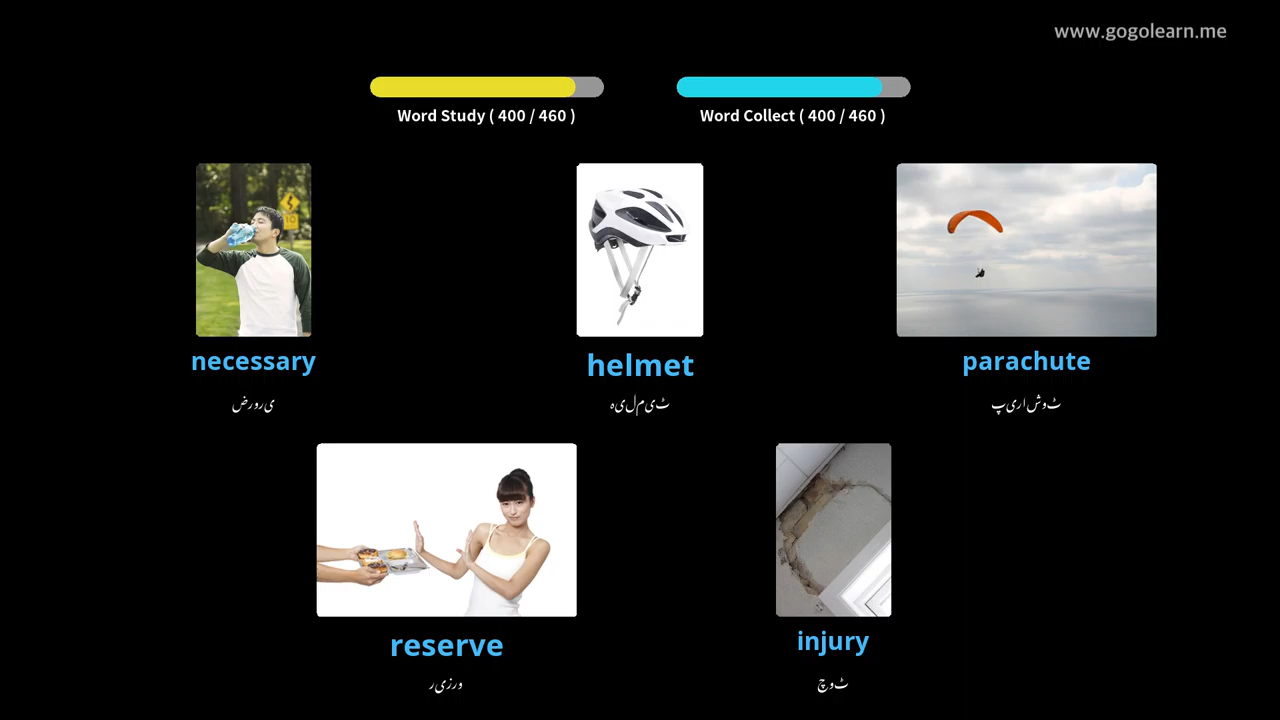 www.gogolearn.me
Word Study ( 400 / 460 )
Word Collect ( 400 / 460 )
necessary
helmet
parachute
ضروری
ہیلمیٹ
پیراشوٹ
reserve
injury
ریزرو
چوٹ